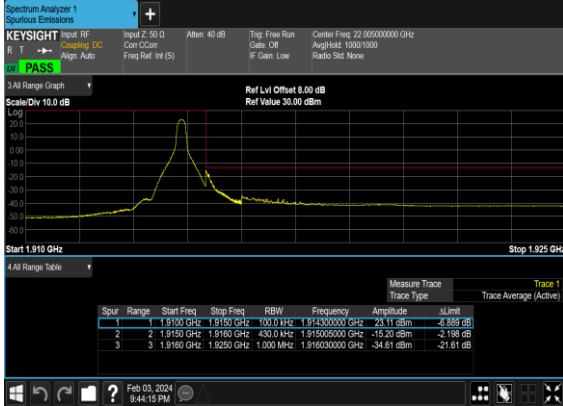 Spectrum Analyzer 1
Spurious Emissions
+
KEYSIGHT Input: RF Input Z: 50 Ω Atten: 40 dB Trig: Free Run Center Freq: 22.005000000 GHz
R T Coupling: DC Corr CCorr Gate: Off Avg|Hold: 1000/1000
Align: Auto Freq Ref: Int (S) IF Gain: Low Radio Std: None
PASS
3 All Range Graph
Ref Lvl Offset 8.00 dB
Scale/Div 10.0 dB Ref Value 30.00 dBm
Log
20.0
10.0
0.00
-10.0
-20.0
-30.0
-40.0
-50.0
-60.0
Start 1.910 GHz Stop 1.925 GHz
4 All Range Table
Measure Trace Trace 1
Trace Type Trace Average (Active)
Spur Range Start Freq Stop Freq RBW Frequency Amplitude ΔLimit
1 1 1.9100 GHz 1.9150 GHz 100.0 kHz 1.914300000 GHz 23.11 dBm -6.889 dB
2 2 1.9150 GHz 1.9160 GHz 430.0 kHz 1.915005000 GHz -15.20 dBm -2.198 dB
3 3 1.9160 GHz 1.9250 GHz 1.000 MHz 1.916030000 GHz -34.61 dBm -21.61 dB
? Feb 03, 2024
9:44:15 PM